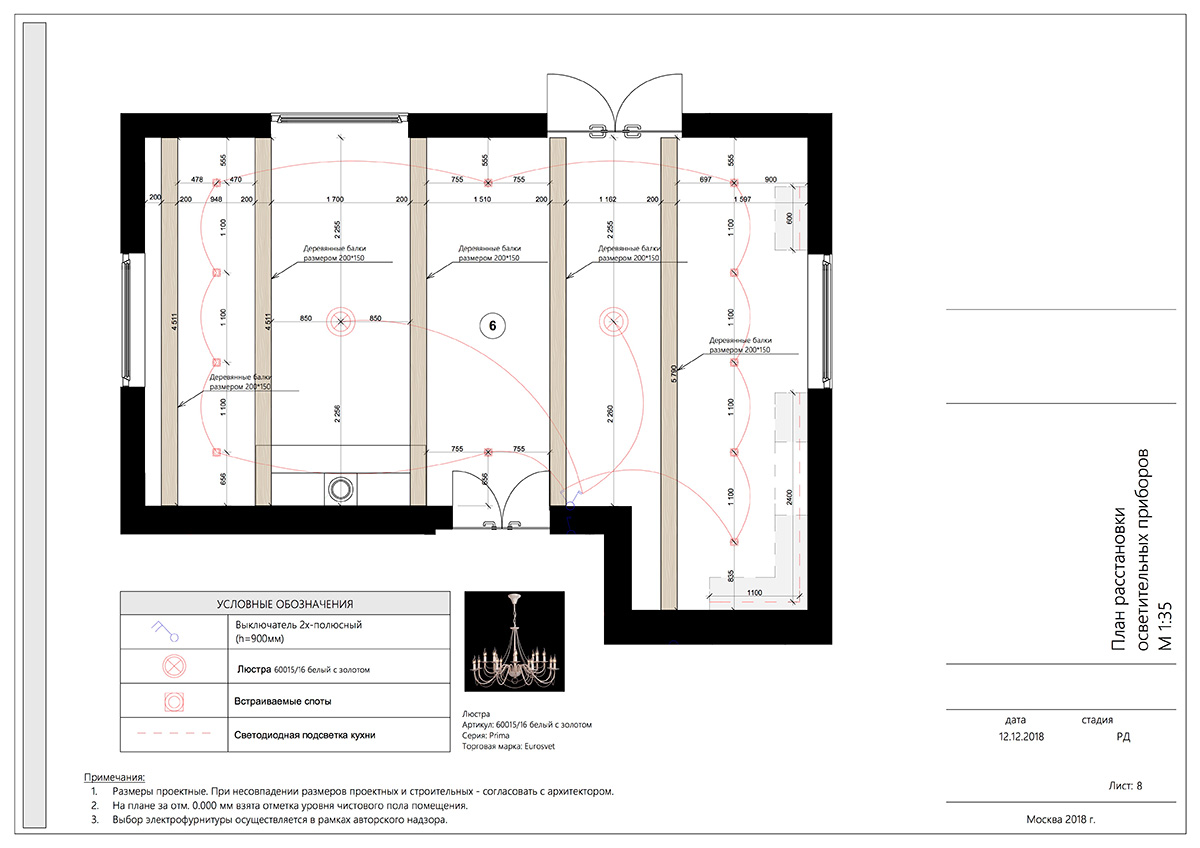 555
555
555
478
470
755
755
697
900
200
200
948
200
1 700
200
1 510
200
1 162
200
1 597
600
1 100
2 255
2 255
1 100
Деревянные балки
размером 200*150
Деревянные балки
размером 200*150
Деревянные балки
размером 200*150
4 511
1 100
4 511
850
850
6
1 100
Деревянные балки
размером 200*150
5 790
Деревянные балки
размером 200*150
1 100
2 256
2 260
1 100
755
755
656
656
1 100
2400
835
1100
План расстановки
осветительных приборов
М 1:35
УСЛОВНЫЕ ОБОЗНАЧЕНИЯ
Выключатель 2х-полюсный
(h=900мм)
Люстра 60015/16 белый с золотом
Встраиваемые споты
Светодиодная подсветка кухни
Люстра
Артикул: 60015/16 белый с золотом
Серия: Prima
Торговая марка: Eurosvet
дата
стадия
12.12.2018
РД
Лист: 8
Москва 2018 г.
Примечания:
1. Размеры проектные. При несовпадении размеров проектных и строительных - согласовать с архитектором.
2. На плане за отм. 0.000 мм взята отметка уровня чистового пола помещения.
3. Выбор электрофурнитуры осуществляется в рамках авторского надзора.